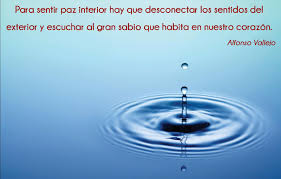 Para sentir paz interior hay que desconectar los sentidos del
exterior y escuchar al gran sabio que habita en nuestro corazón.
Alfonso Vallejo